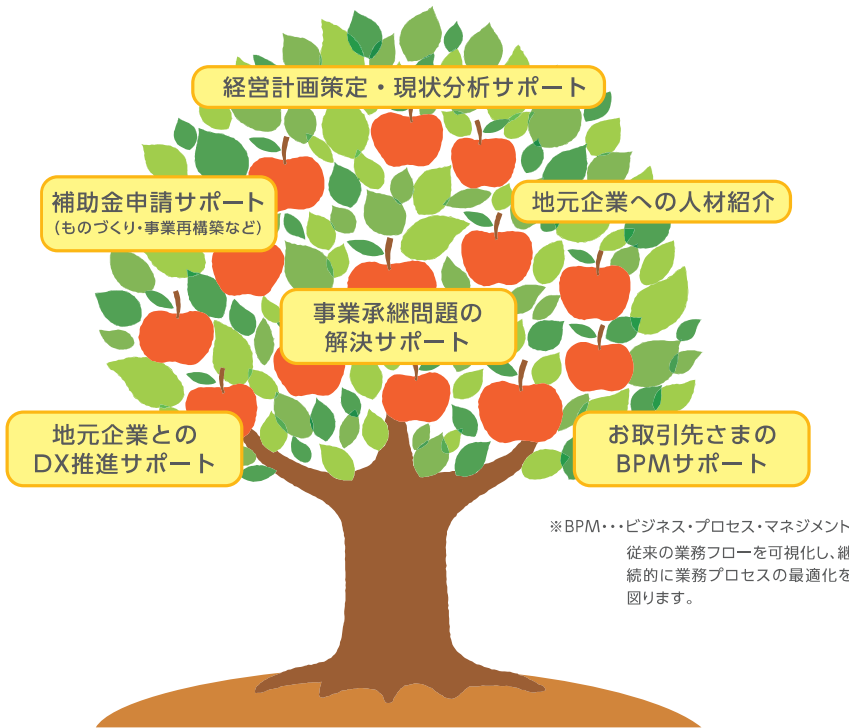 経営計画策定・現状分析サポート
補助金申請サポート
(ものづくり・事業再構築など)
地元企業への人材紹介
事業承継問題の
解決サポート
地元企業との
DX推進サポート
お取引先さまの
BPMサポート
※BPM・・・ビジネス・プロセス・マネジメント
従来の業務フローを可視化し、継
続的に業務プロセスの最適化を
図ります。